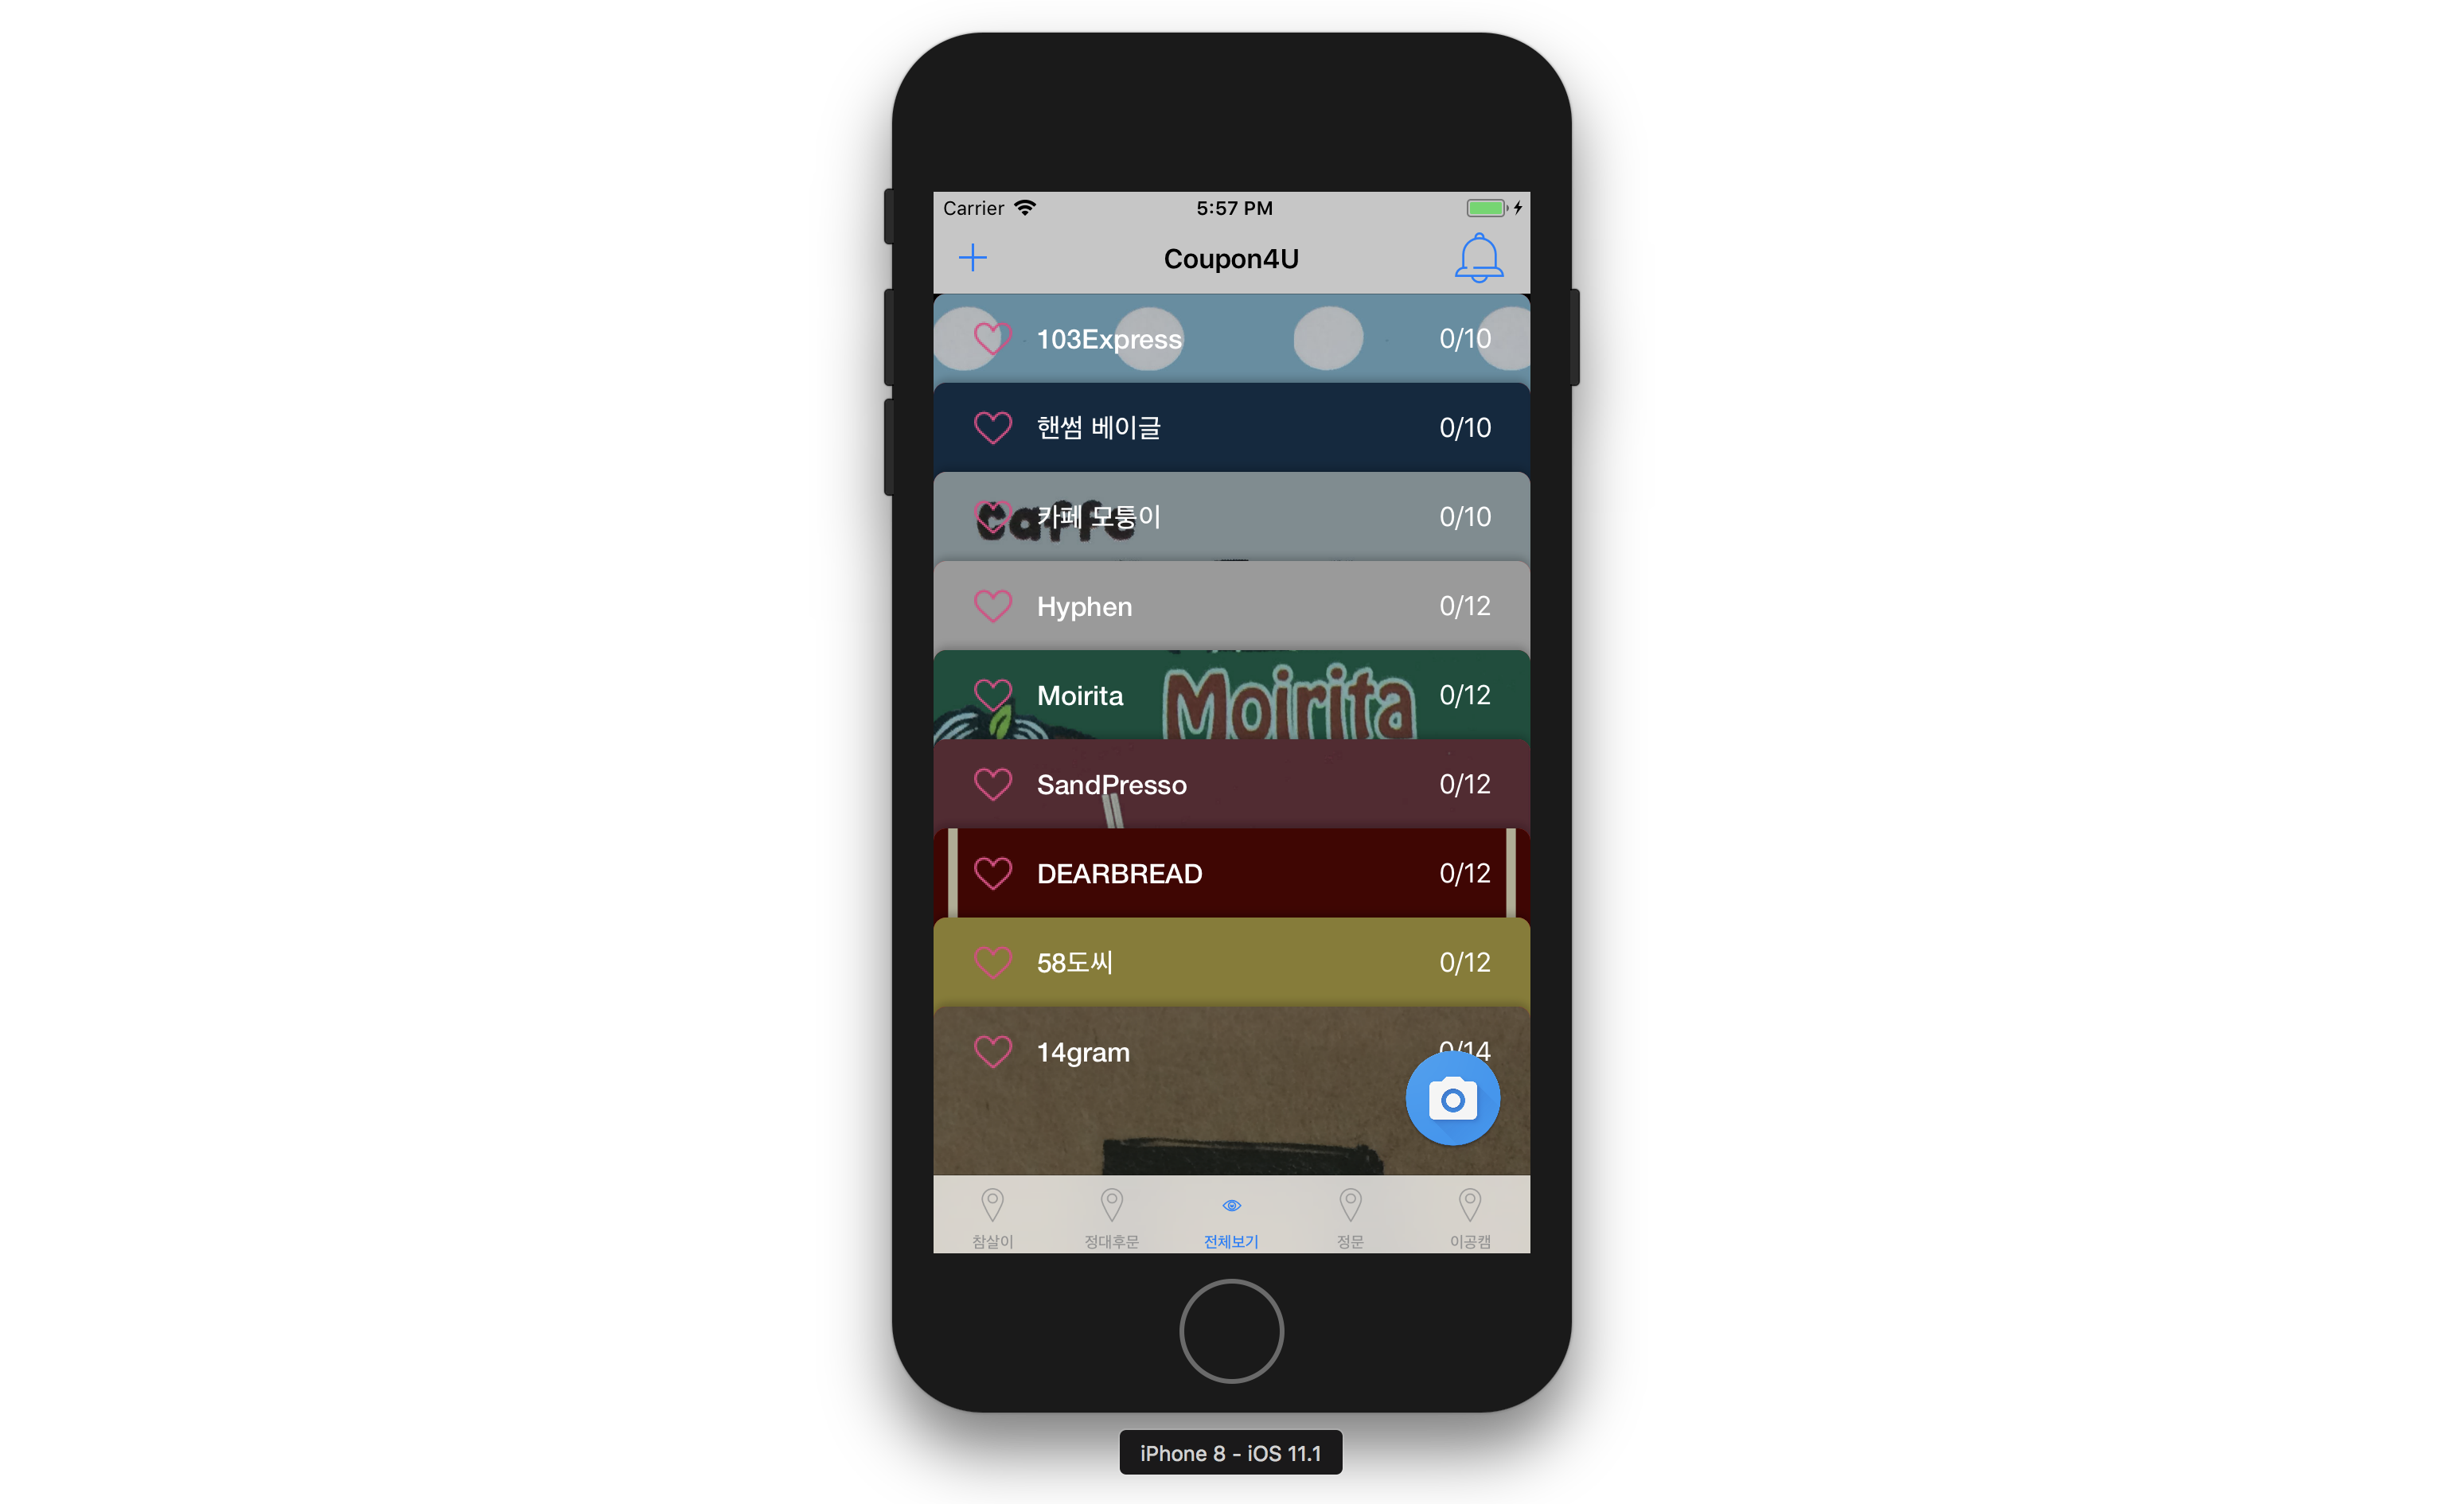 Carrier 5:57 PM
Coupon4U
103Express 0/10
핸썸 베이글 0/10
Caffe
카페 모퉁이 0/10
Hyphen 0/12
Moirita Moirita 0/12
SandPresso 0/12
DEARBREAD 0/12
58도씨 0/12
14gram 0/14
참살이 정대후문 전체보기 정문 이공캠
iPhone 8 - iOS 11.1